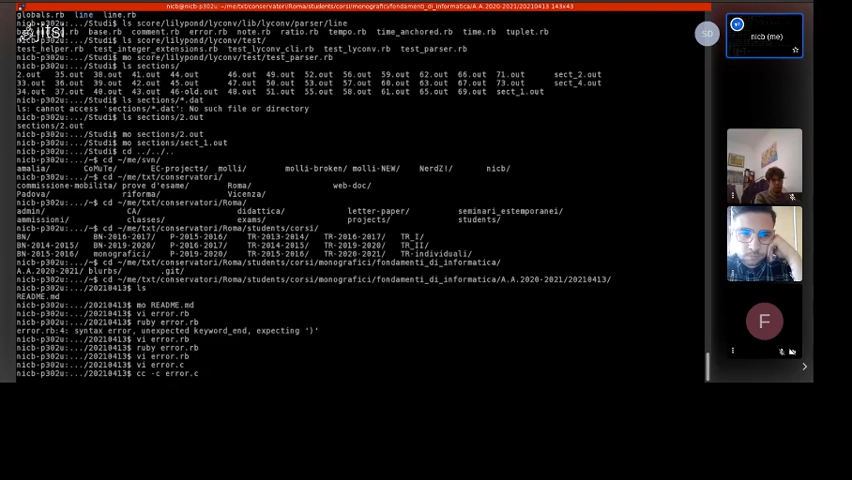 nicb@nicb-p302u: ~/me/txt/conservatori/Roma/students/corsi/monografici/fondamenti_di_informatica/A.A.2020-2021/20210413 143x43
globals.rb line line.rb
nicb-p302u:.../Studi$ ls score/lilypond/lyconv/lib/lyconv/parser/line
base.rb comment.rb error.rb note.rb ratio.rb tempo.rb time_anchored.rb time.rb tuplet.rb
nicb-p302u:.../Studi$ ls score/lilypond/lyconv/test/
test_helper.rb test_integer_extensions.rb test_lyconv_cli.rb test_lyconv.rb test_parser.rb
nicb-p302u:.../Studi$ mo score/lilypond/lyconv/test/test_parser.rb
nicb-p302u:.../Studi$ ls sections/
2.out 35.out 38.out 41.out 44.out 46.out 49.out 52.out 56.out 59.out 62.out 66.out 71.out sect_2.out
33.out 36.out 39.out 42.out 45.out 47.out 50.out 53.out 57.out 60.out 63.out 67.out 73.out sect_4.out
34.out 37.out 40.out 43.out 46-old.out 48.out 51.out 55.out 58.out 61.out 65.out 69.out sect_1.out
nicb-p302u:.../Studi$ ls sections/*.dat
ls: cannot access 'sections/*.dat': No such file or directory
nicb-p302u:.../Studi$ ls sections/2.out
sections/2.out
nicb-p302u:.../Studi$ mo sections/2.out
nicb-p302u:.../Studi$ mo sections/sect_1.out
nicb-p302u:.../Studi$ cd ../../..
nicb-p302u:.../~$ cd ~/me/svn/
amalia/ CoMuTe/ EC-projects/ molli/ molli-broken/ molli-NEW/ NerdZ!/ nicb/
nicb-p302u:.../~$ cd ~/me/txt/conservatori/
commissione-mobilita/ prove d'esame/ Roma/ web-doc/
Padova/ riforma/ Vicenza/
nicb-p302u:.../~$ cd ~/me/txt/conservatori/Roma/
admin/ CA/ didattica/ letter-paper/ seminari_estemporanei/
ammissioni/ classes/ exams/ projects/ students/
nicb-p302u:.../~$ cd ~/me/txt/conservatori/Roma/students/corsi/
BN/ BN-2016-2017/ P-2015-2016/ TR-2013-2014/ TR-2016-2017/ TR_I/
BN-2014-2015/ BN-2019-2020/ P-2016-2017/ TR-2014-2015/ TR-2019-2020/ TR_II/
BN-2015-2016/ monografici/ P-2019-2020/ TR-2015-2016/ TR-individuali/
nicb-p302u:.../~$ cd ~/me/txt/conservatori/Roma/students/corsi/monografici/fondamenti_di_informatica/
A.A.2020-2021/ blurbs/ .git/
nicb-p302u:.../~$ cd ~/me/txt/conservatori/Roma/students/corsi/monografici/fondamenti_di_informatica/A.A.2020-2021/20210413/
nicb-p302u:.../20210413$ ls
README.md
nicb-p302u:.../20210413$ mo README.md
nicb-p302u:.../20210413$ vi error.rb
nicb-p302u:.../20210413$ ruby error.rb
error.rb:4: syntax error, unexpected keyword_end, expecting ')'
nicb-p302u:.../20210413$ vi error.rb
nicb-p302u:.../20210413$ ruby error.rb
nicb-p302u:.../20210413$ vi error.rb
nicb-p302u:.../20210413$ vi error.c
nicb-p302u:.../20210413$ cc -c error.c
jitsi
SD
nicb (me)
F